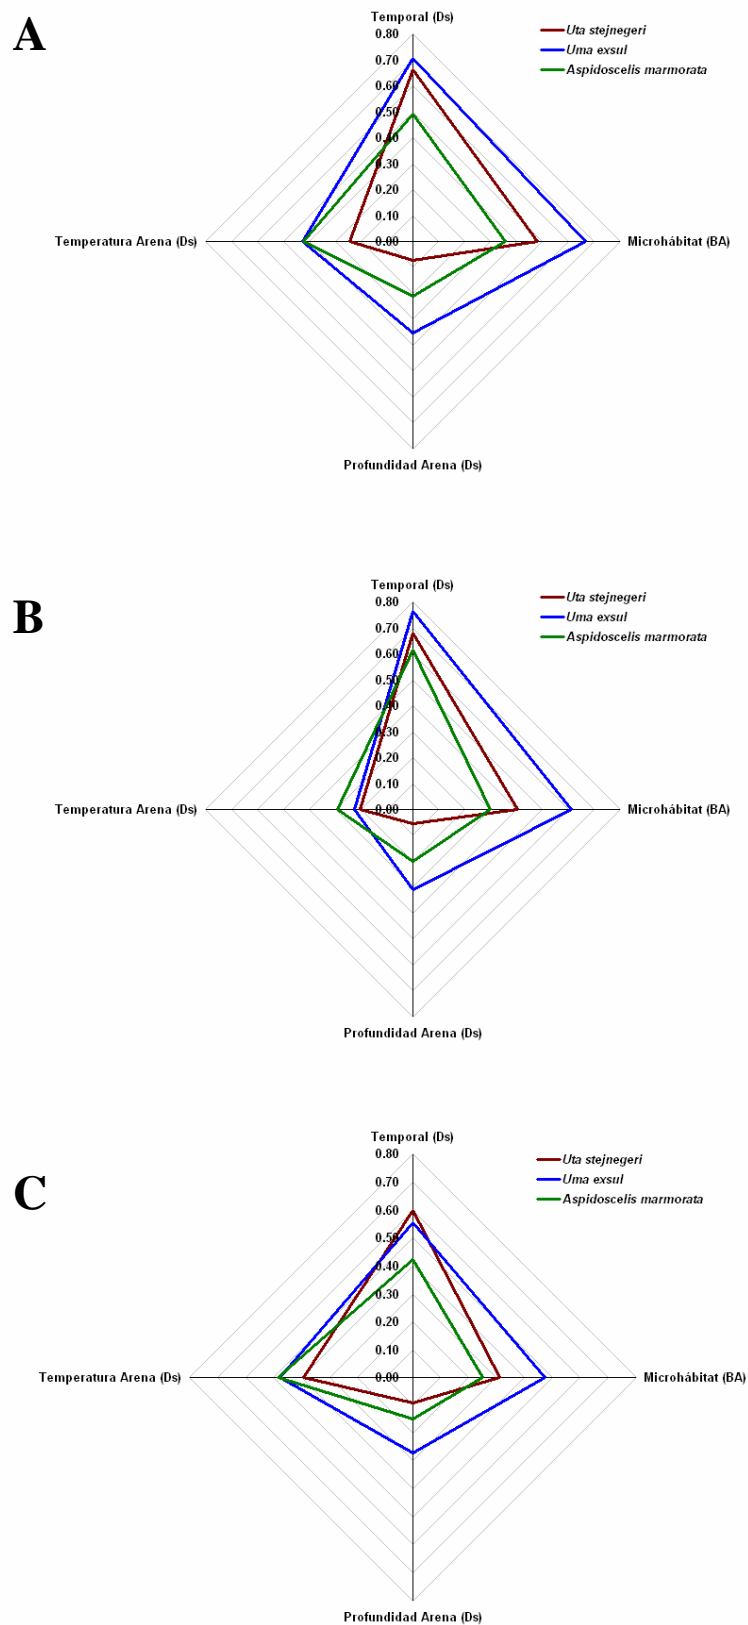 A
Temporal (Ds)
Uta stejnegeri
Uma exsul
Aspidoscelis marmorata
0.80
0.70
0.60
0.50
0.40
0.30
0.20
0.10
0.00
Temperatura Arena (Ds)
Microhábitat (BA)
Profundidad Arena (Ds)
B
Temporal (Ds)
Uta stejnegeri
Uma exsul
Aspidoscelis marmorata
0.80
0.70
0.60
0.50
0.40
0.30
0.20
0.10
0.00
Temperatura Arena (Ds)
Microhábitat (BA)
Profundidad Arena (Ds)
C
Temporal (Ds)
Uta stejnegeri
Uma exsul
Aspidoscelis marmorata
0.80
0.70
0.60
0.50
0.40
0.30
0.20
0.10
0.00
Temperatura Arena (Ds)
Microhábitat (BA)
Profundidad Arena (Ds)